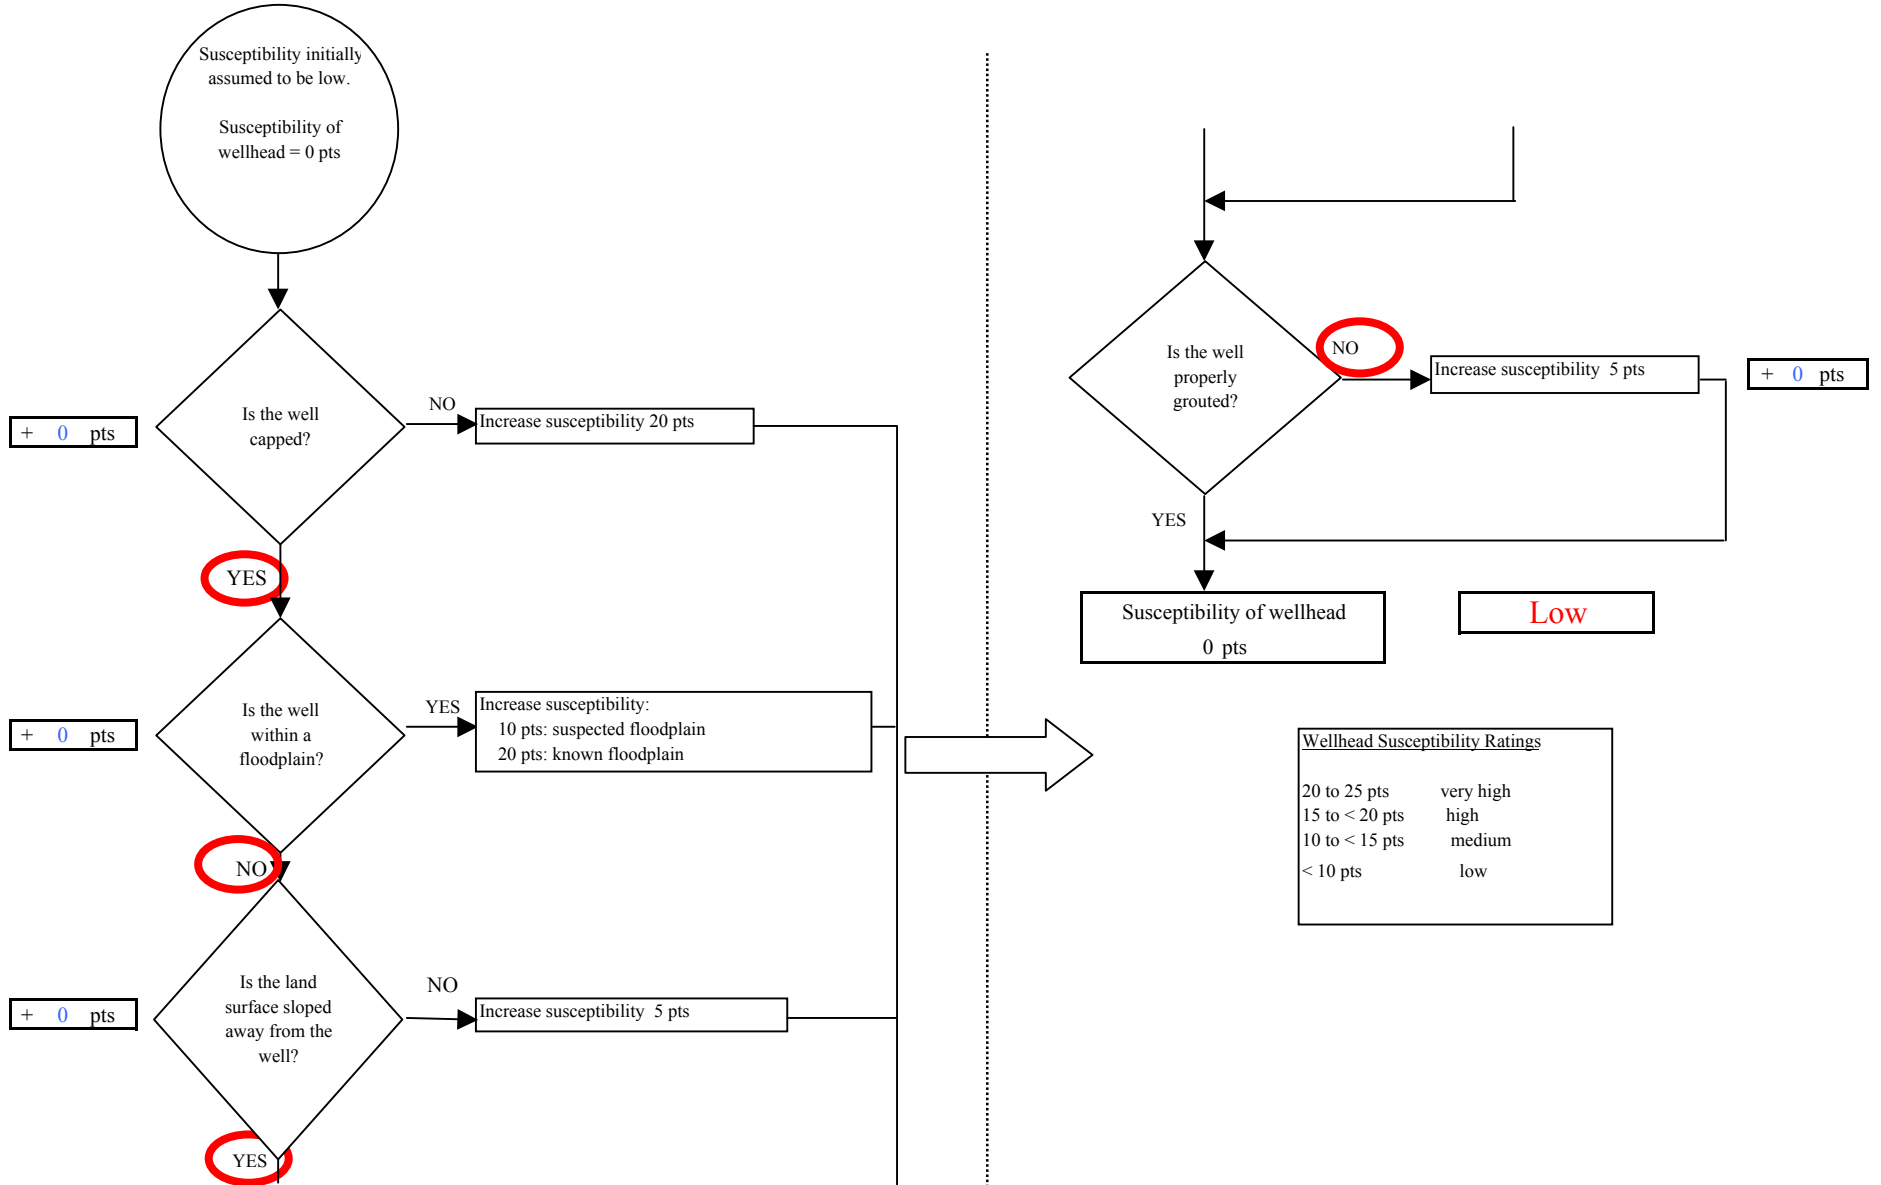 Susceptibility initially
assumed to be low.
Susceptibility of
wellhead = 0 pts
Is the well
capped?
+ 0 pts
NO
Increase susceptibility 20 pts
YES
Is the well
within a
floodplain?
+ 0 pts
YES
Increase susceptibility:
10 pts: suspected floodplain
20 pts: known floodplain
NO
Is the land
surface sloped
away from the
well?
+ 0 pts
NO
Increase susceptibility 5 pts
YES
Is the well
properly
grouted?
NO
Increase susceptibility 5 pts
+ 0 pts
YES
Susceptibility of wellhead
0 pts
Low
Wellhead Susceptibility Ratings
20 to 25 pts very high
15 to < 20 pts high
10 to < 15 pts medium
< 10 pts low